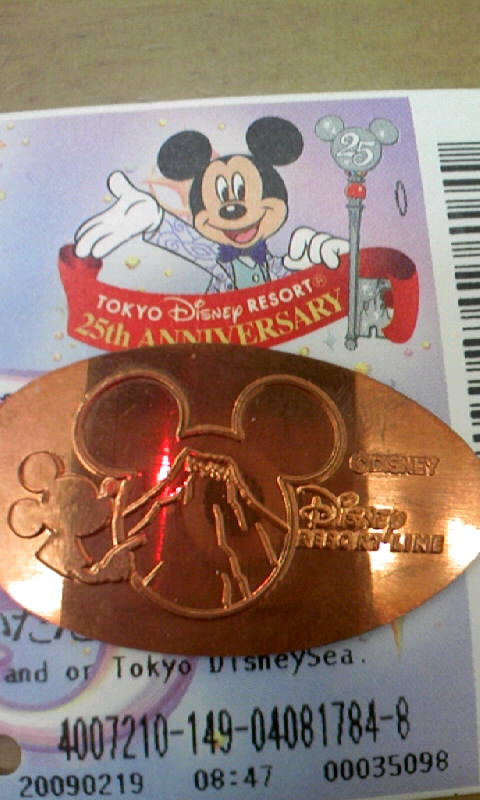 25
TOKYO Disney RESORT®
25th ANNIVERSARY
©DISNEY
Disney
RESORT LINE
and or Tokyo DisneySea.
4007210-149-04081784-8
20090219 08:47 00035098